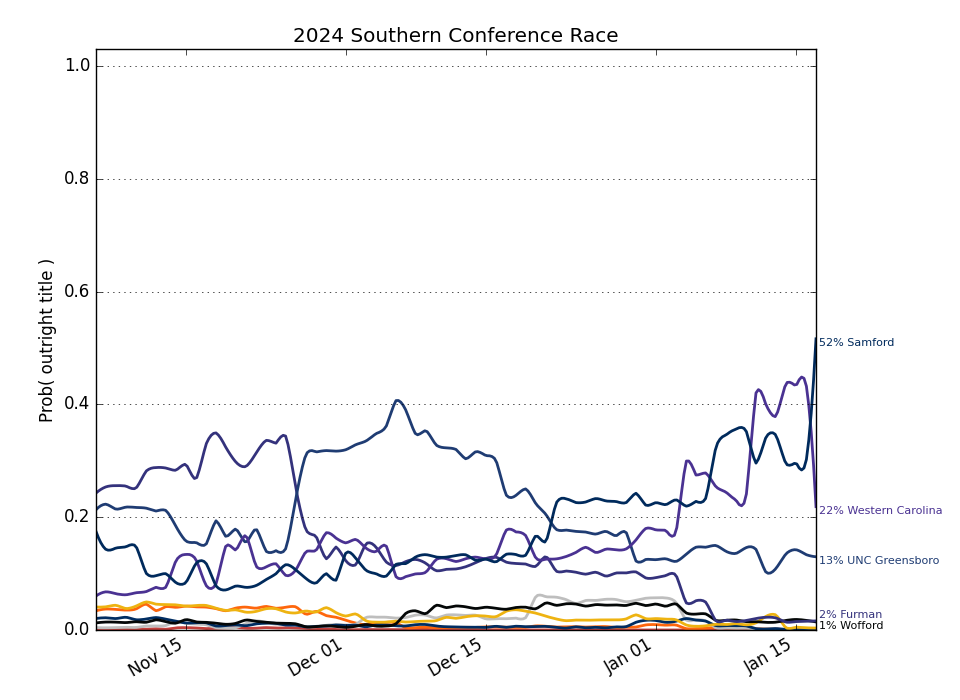 2024 Southern Conference Race
1.0
0.8
0.6
0.4
0.2
0.0
Prob( outright title )
52% Samford
22% Western Carolina
13% UNC Greensboro
2% Furman
1% Wofford
Nov 15
Dec 01
Dec 15
Jan 01
Jan 15